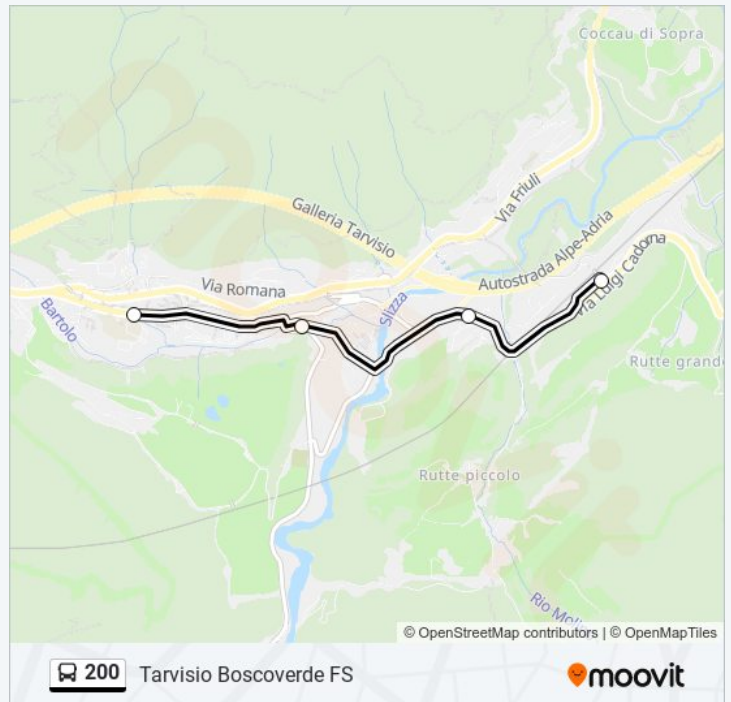 Coccau di Sopra
Via Friuli
Galleria Tarvisio
Autostrada Alpe-Adria
Via Luigi Cadorna
Via Romana
Slizza
Bartolo
Rutte grande
Rutte piccolo
Rio
© OpenStreetMap contributors | © OpenMapTiles
200 Tarvisio Boscoverde FS
moovit